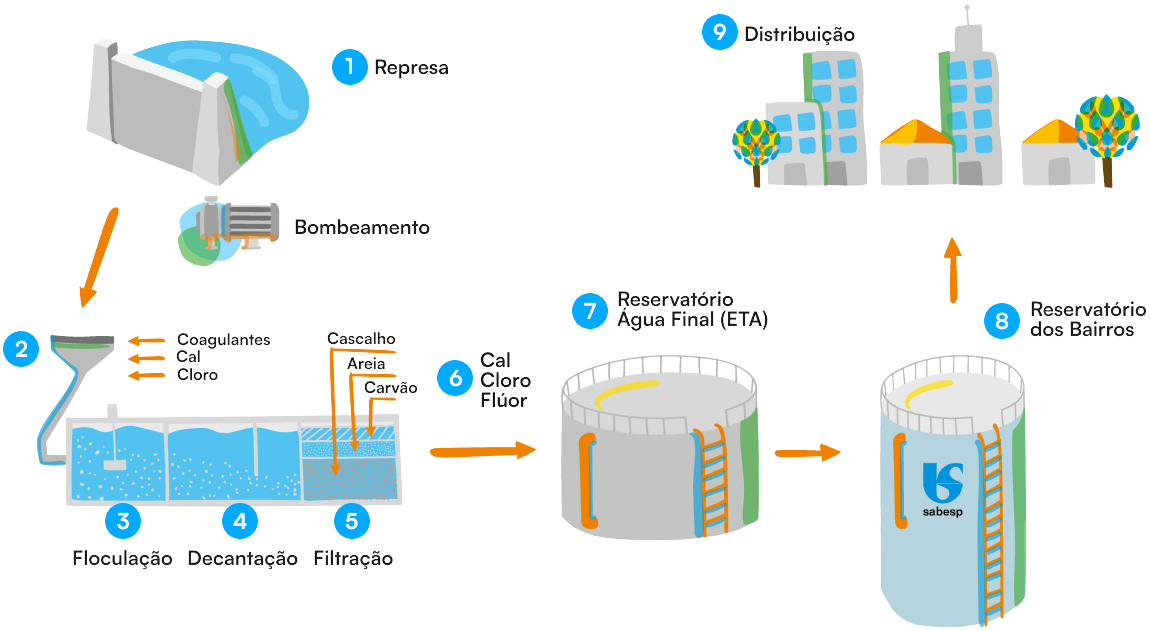 1 Represa
Bombeamento
2
Coagulantes
Cal
Cloro
Cascalho
Areia
Carvão
3
Floculação
4
Decantação
5
Filtração
6
Cal
Cloro
Flúor
7
Reservatório
Água Final (ETA)
8
Reservatório
dos Bairros
sabesp
9 Distribuição